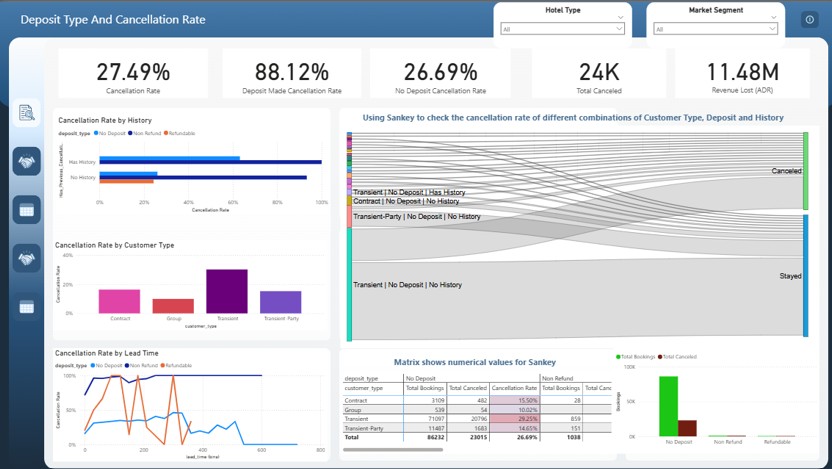 Deposit Type And Cancellation Rate
Hotel Type
All
Market Segment
All
27.49%
Cancellation Rate
88.12%
Deposit Made Cancellation Rate
26.69%
No Deposit Cancellation Rate
24K
Total Canceled
11.48M
Revenue Lost (ADR)
Cancellation Rate by History
deposit_type No Deposit Non Refund Refundable
Has_Previous_Cancellati..
Has History
No History
0% 20% 40% 60% 80% 100%
Cancellation Rate
Cancellation Rate by Customer Type
Cancellation Rate
40%
20%
0%
Contract Group Transient Transient-Party
customer_type
Cancellation Rate by Lead Time
deposit_type No Deposit Non Refund Refundable
Cancellation Rate
100%
50%
0%
0 200 400 600 800
lead_time (bins)
Using Sankey to check the cancellation rate of different combinations of Customer Type, Deposit and History
Transient | No Deposit | Has History
Contract | No Deposit | No History
Transient-Party | No Deposit | No History
Transient | No Deposit | No History
Canceled
Stayed
Matrix shows numerical values for Sankey
deposit_type No Deposit Non Refund
customer_type Total Bookings Total Canceled Cancellation Rate Total Bookings Total Canc
Contract 3109 482 15.50% 28
Group 539 54 10.02%
Transient 71097 20796 29.25% 859
Transient-Party 11487 1683 14.65% 151
Total 86232 23015 26.69% 1038
Total Bookings Total Canceled
Bookings
100K
50K
0K
No Deposit Non-Refund Refundable